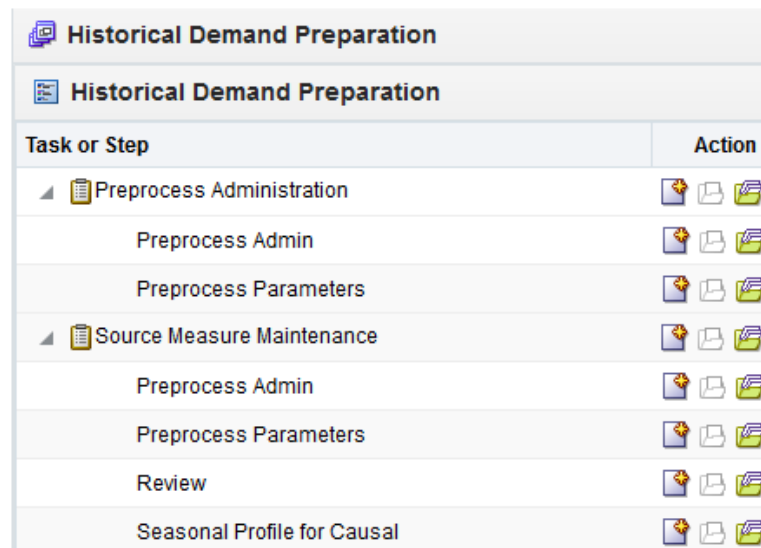 Historical Demand Preparation
Historical Demand Preparation
Task or Step Action
Preprocess Administration
Preprocess Admin
Preprocess Parameters
Source Measure Maintenance
Preprocess Admin
Preprocess Parameters
Review
Seasonal Profile for Causal